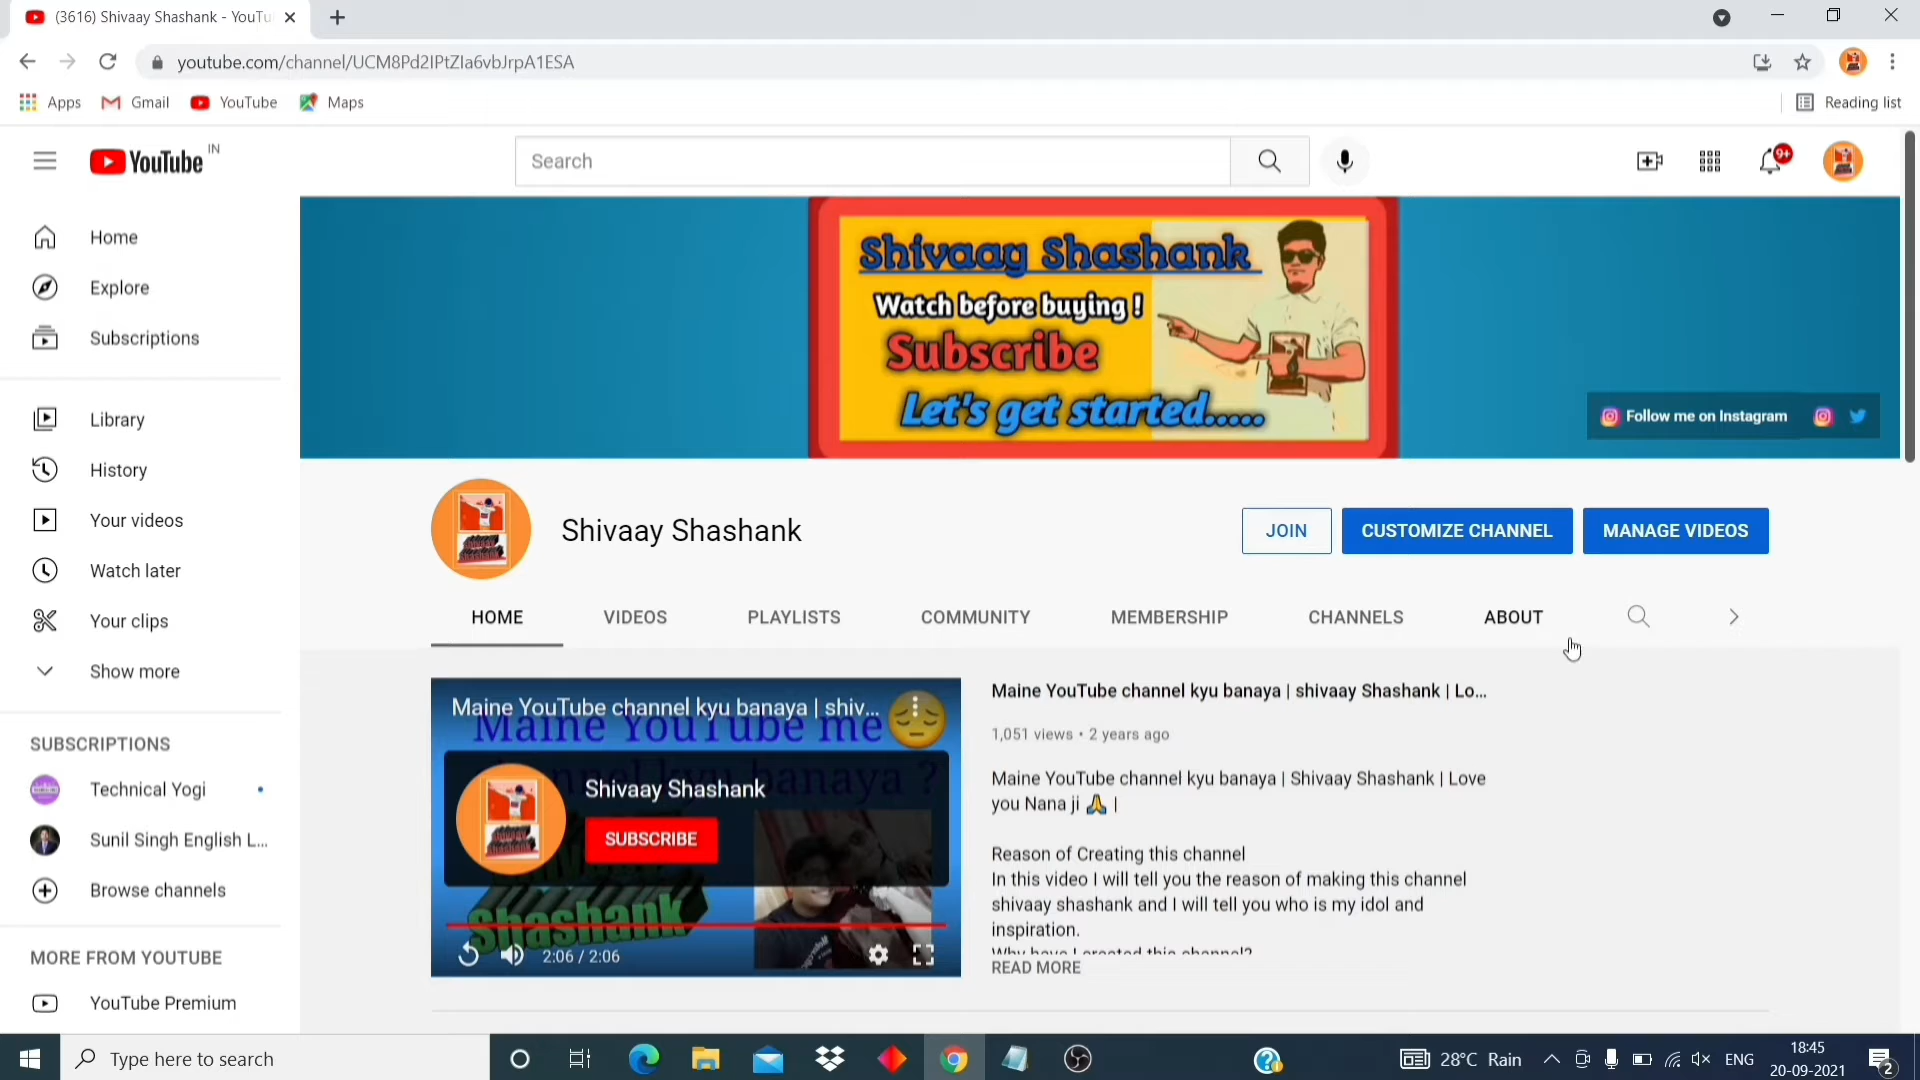 (3616) Shivaay Shashank - YouTu
youtube.com/channel/UCM8Pd2IPtZIa6vbJrpA1ESA
Apps Gmail YouTube Maps Reading list
YouTube IN
Search
9+
Home
Explore
Subscriptions
Library
History
Your videos
Watch later
Your clips
Show more
SUBSCRIPTIONS
Technical Yogi
Sunil Singh English L...
Browse channels
MORE FROM YOUTUBE
YouTube Premium
Shivaay Shashank
Watch before buying !
Subscribe
Let's get started.....
Follow me on Instagram
Shivaay Shashank
JOIN CUSTOMIZE CHANNEL MANAGE VIDEOS
HOME VIDEOS PLAYLISTS COMMUNITY MEMBERSHIP CHANNELS ABOUT
Maine YouTube channel kyu banaya | shiv...
Maine YouTube me
channel kyu banaya ?
Shivaay Shashank
SUBSCRIBE
Shashank
2:06 / 2:06
Maine YouTube channel kyu banaya | shivaay Shashank | Lo...
1,051 views • 2 years ago
Maine YouTube channel kyu banaya | Shivaay Shashank | Love
you Nana ji 🙏 |
Reason of Creating this channel
In this video I will tell you the reason of making this channel
shivaay shashank and I will tell you who is my idol and
inspiration.
Why have I created this channel?
READ MORE
Type here to search
28°C Rain
ENG
18:45
20-09-2021
2